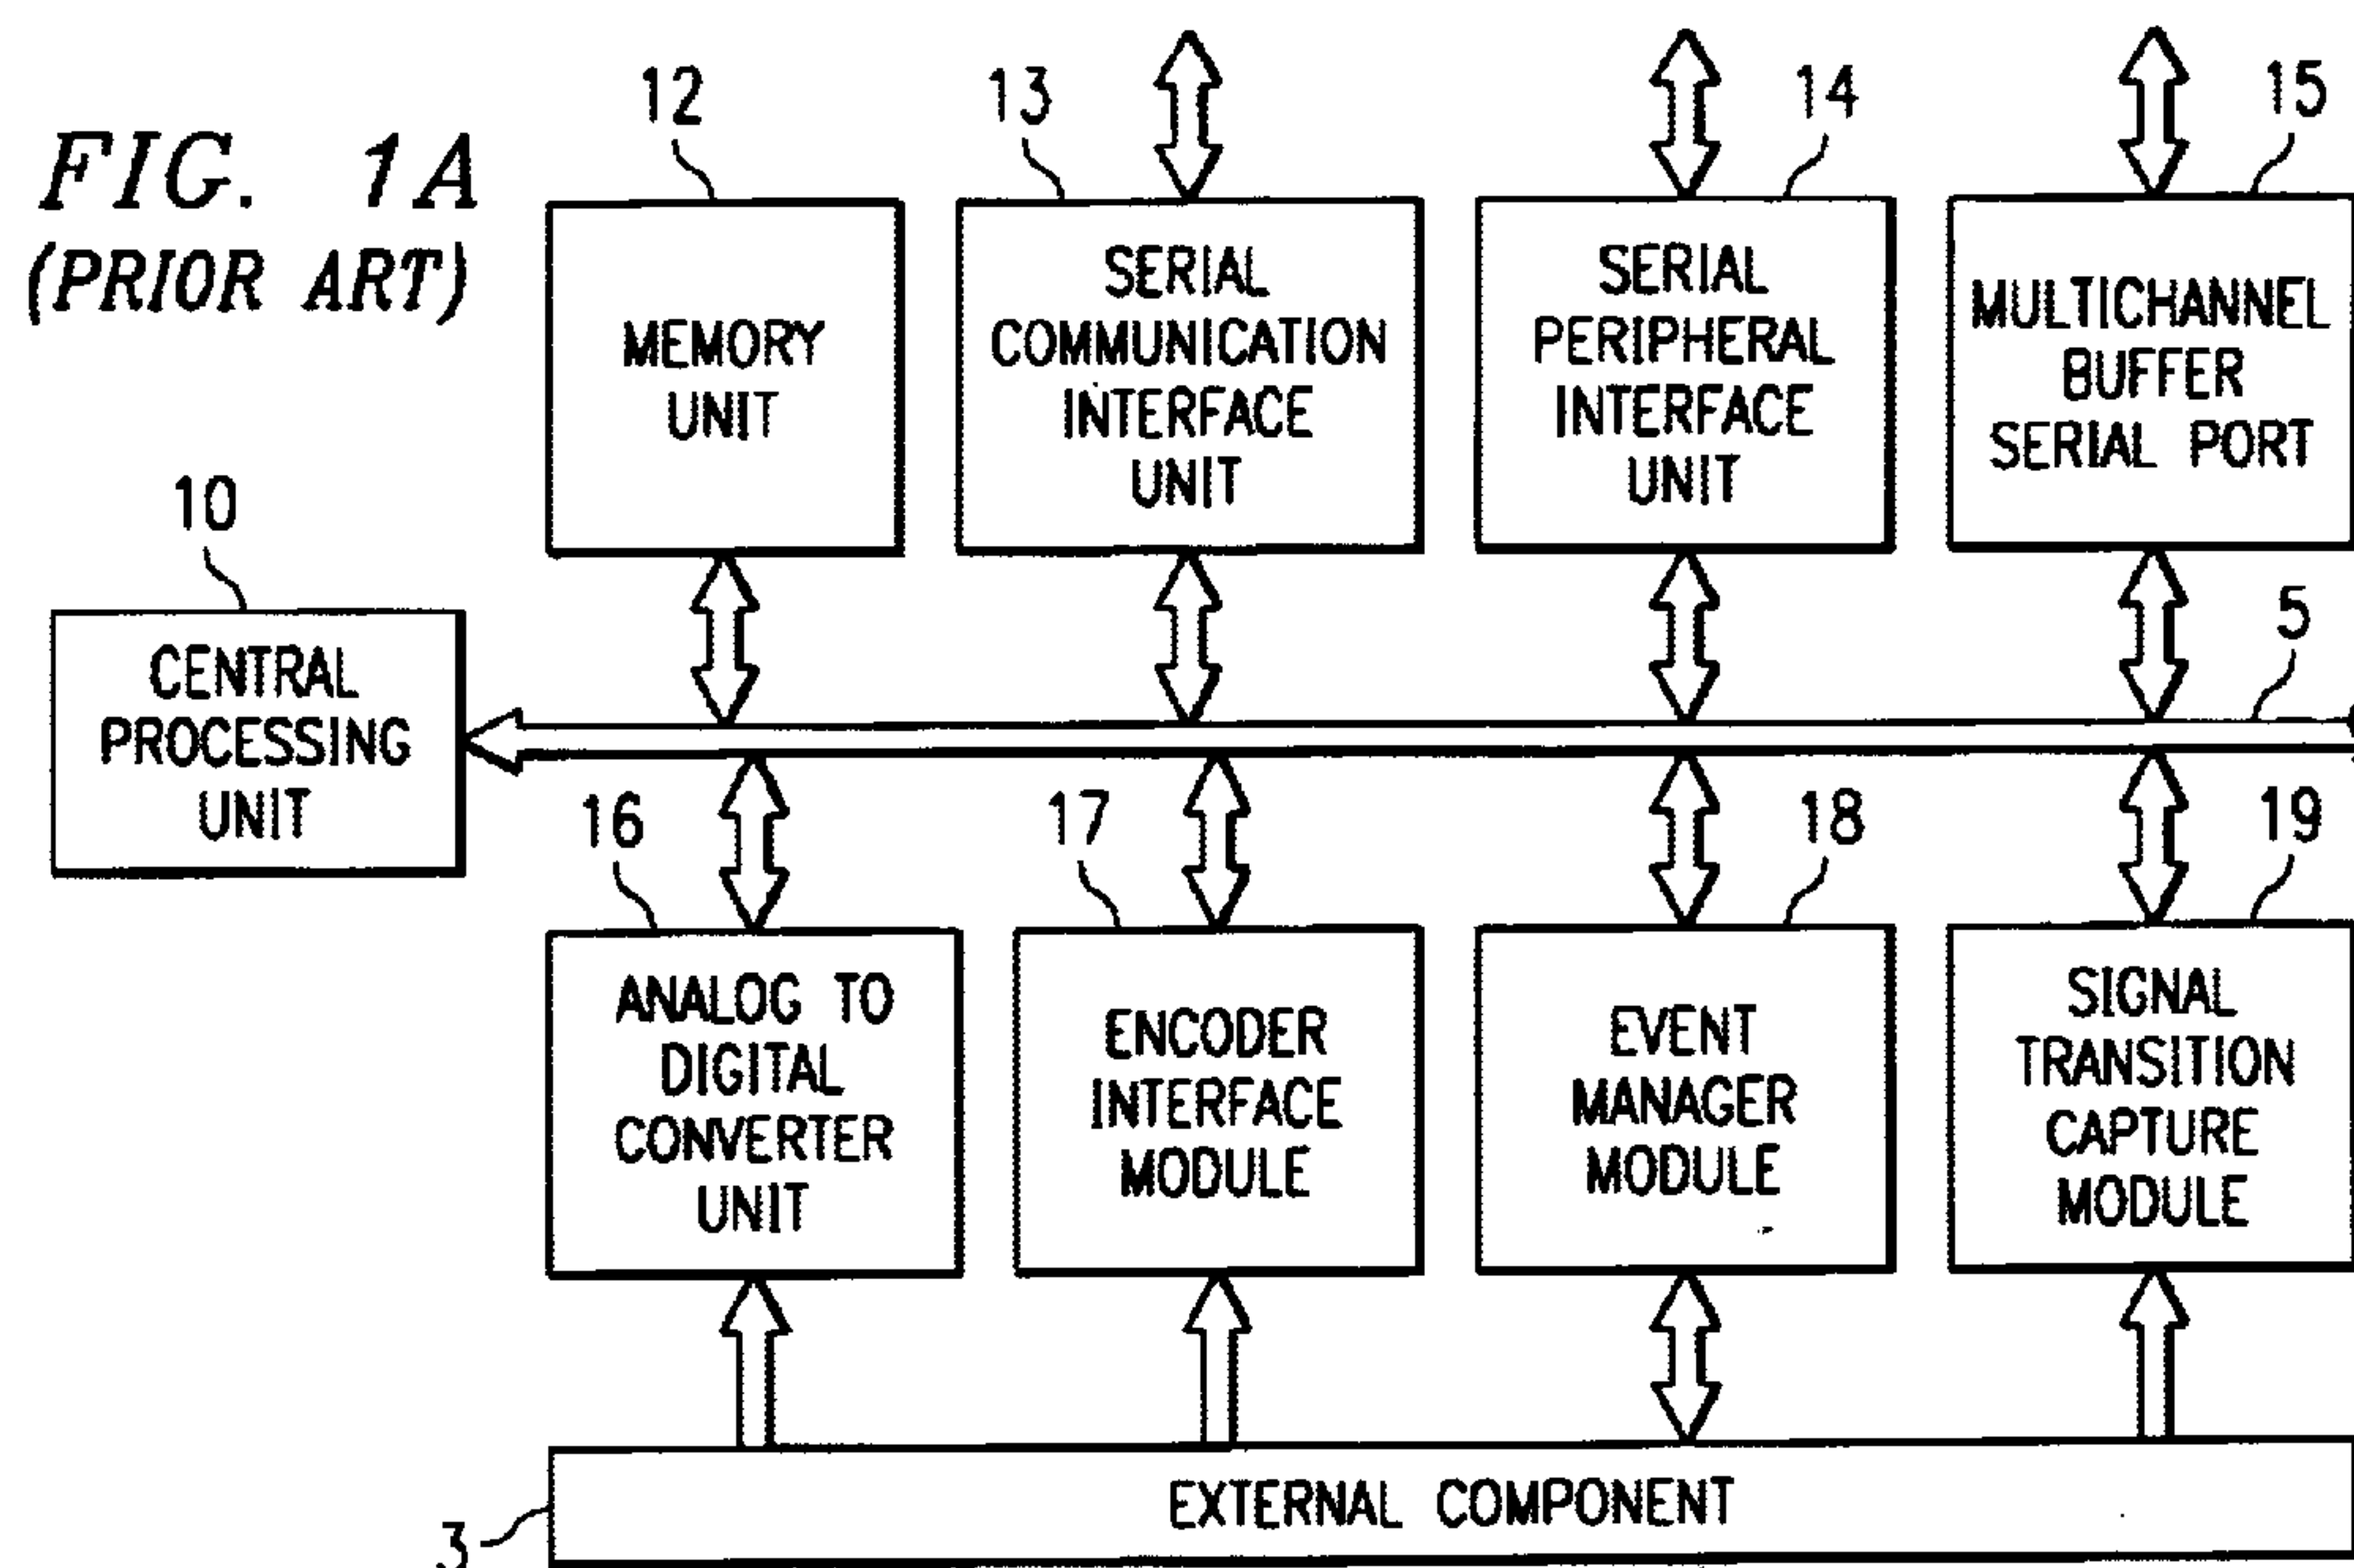 FIG. 1A
(PRIOR ART)
12
13
14
15
MEMORY
UNIT
SERIAL
COMMUNICATION
INTERFACE
UNIT
SERIAL
PERIPHERAL
INTERFACE
UNIT
MULTICHANNEL
BUFFER
SERIAL PORT
10
5
CENTRAL
PROCESSING
UNIT
16
17
18
19
ANALOG TO
DIGITAL
CONVERTER
UNIT
ENCODER
INTERFACE
MODULE
EVENT
MANAGER
MODULE
SIGNAL
TRANSITION
CAPTURE
MODULE
EXTERNAL COMPONENT
3